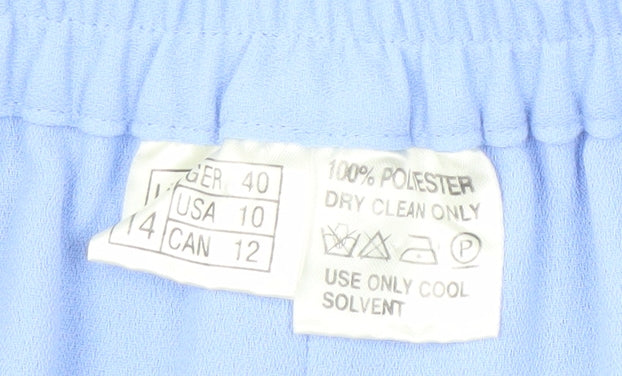 GER. 40
USA 10
14
CAN 12
100% POLIESTER
DRY CLEAN ONLY
P
USE ONLY COOL
SOLVENT